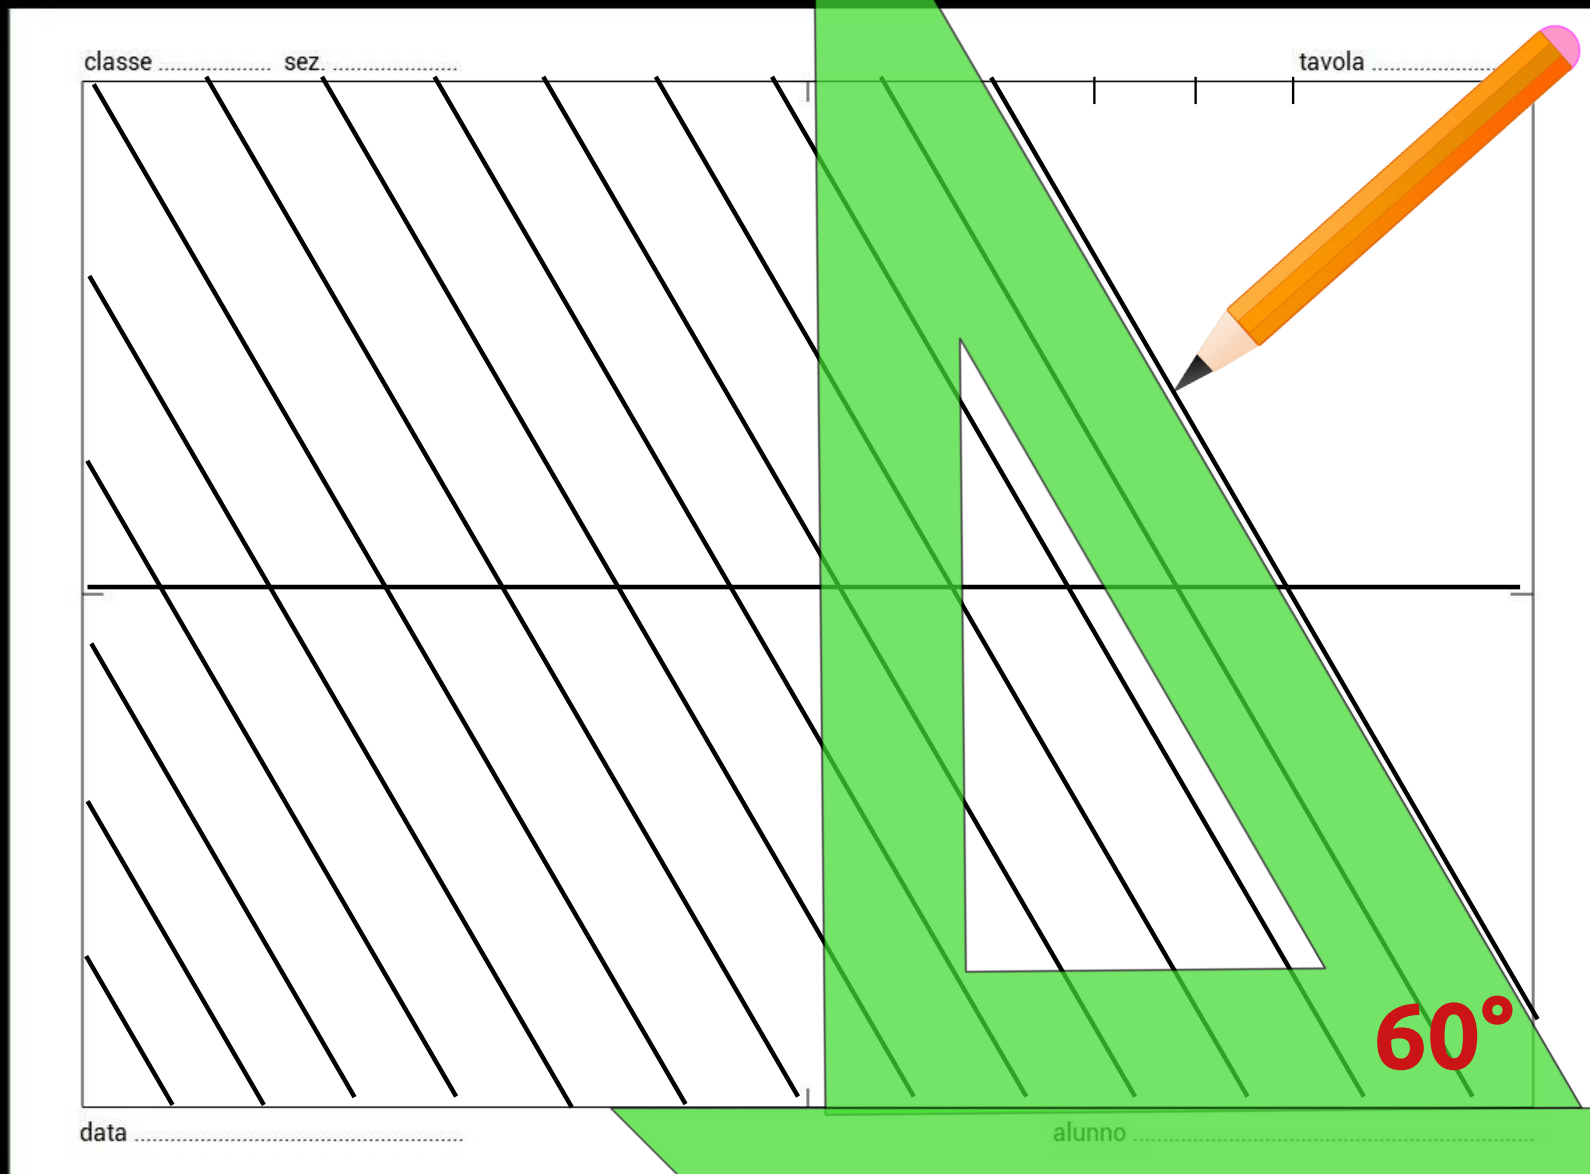 classe .................... sez. ......................
tavola ......................
60°
data ............................................................
alunno ........................................................................